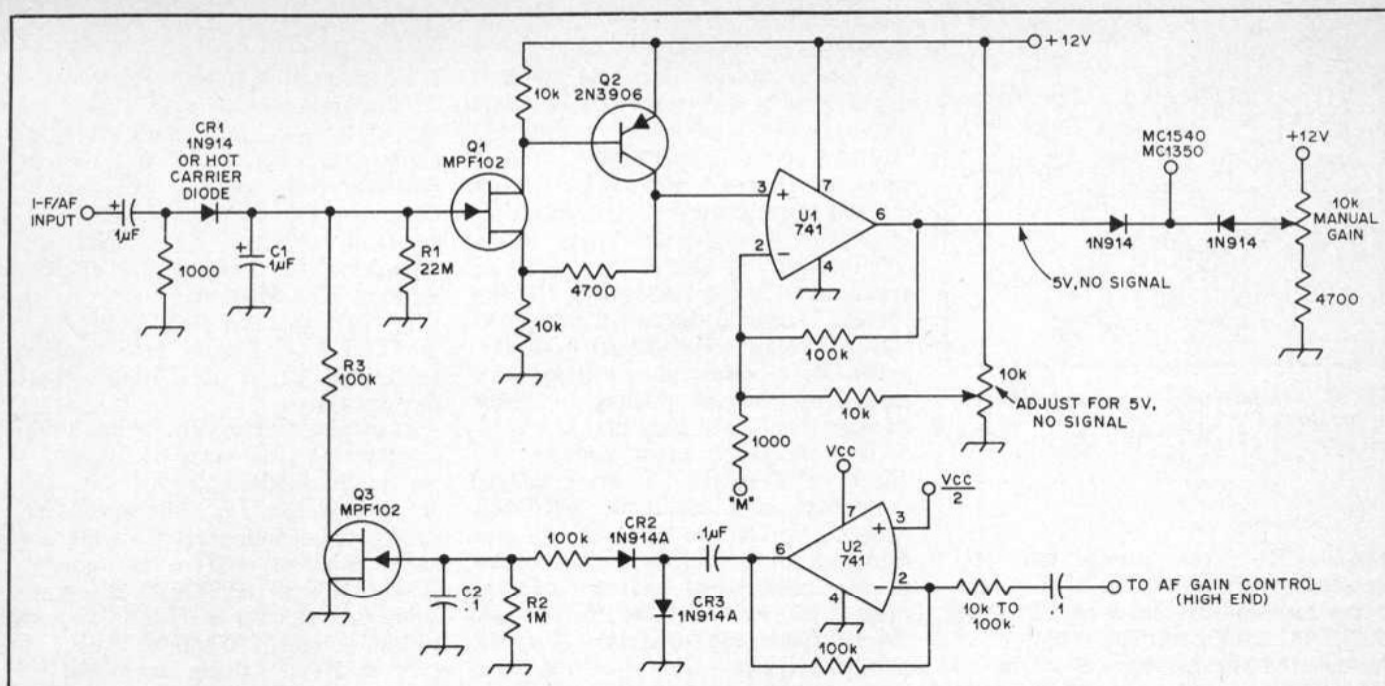 +12V
Q2
2N3906
10k
CR1
1N914
OR HOT
CARRIER
DIODE
Q1
MPF102
MC1540
MC1350
+12V
I-F/AF
INPUT
+
1µF
1000
+
C1
1µF
R1
22M
4700
10k
3
+
2
-
7
U1
741
6
4
1N914
1N914
10k
MANUAL
GAIN
5V, NO SIGNAL
4700
100k
R3
100k
10k
10k
ADJUST FOR 5V,
NO SIGNAL
1000
"M"
VCC
VCC
2
Q3
MPF102
100k
CR2
1N914A
.1µF
6
7
+
3
U2
741
-
2
4
C2
.1
R2
1M
CR3
1N914A
10k TO
100k
.1
TO AF GAIN CONTROL
(HIGH END)
100k